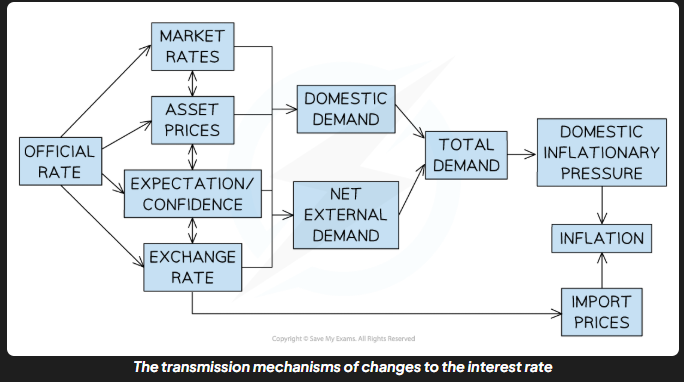 MARKET
RATES
ASSET
PRICES
OFFICIAL
RATE
EXPECTATION/
CONFIDENCE
EXCHANGE
RATE
DOMESTIC
DEMAND
NET
EXTERNAL
DEMAND
TOTAL
DEMAND
DOMESTIC
INFLATIONARY
PRESSURE
INFLATION
IMPORT
PRICES
Copyright © Save My Exams. All Rights Reserved
The transmission mechanisms of changes to the interest rate